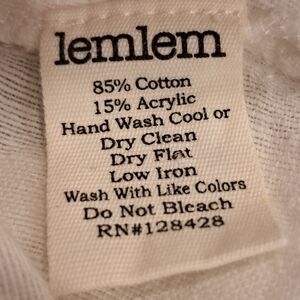 lemlem
85% Cotton
15% Acrylic
Hand Wash Cool or
Dry Clean
Dry Flat
Low Iron
Wash With Like Colors
Do Not Bleach
RN#128428